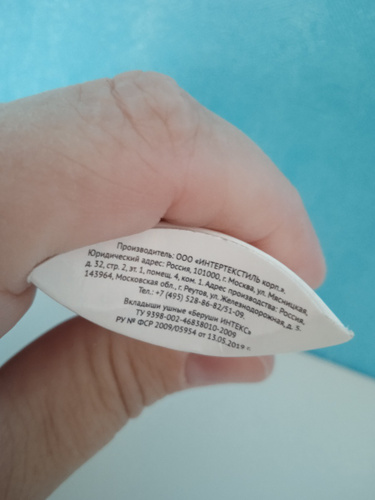 Производитель: ООО «ИНТЕРТЕКСТИЛЬ корп.»
Юридический адрес: Россия, 101000, г. Москва, ул. Мясницкая,
д. 32, стр. 2, эт. 1, помещ. 4, ком. 1. Адрес производства: Россия,
143964, Московская обл., г. Реутов, ул. Железнодорожная, д. 5.
Тел.: +7 (495) 528-86-82/51-09.
Вкладыши ушные «Беруши ИНТЕКС»
ТУ 9398-002-46838010-2009
РУ № ФСР 2009/05954 от 13.05.2019 г.